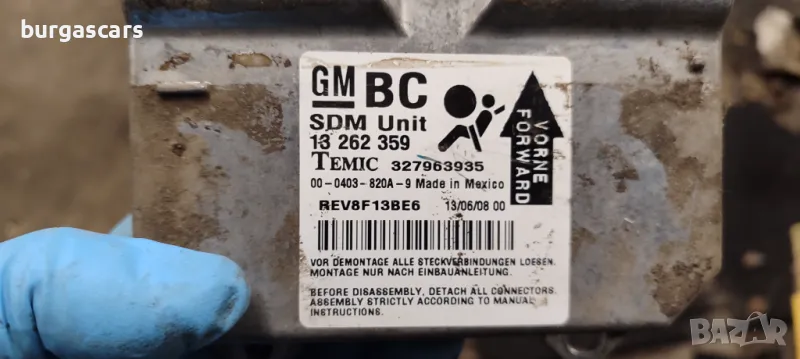 burgascars
GM BC
SDM Unit
13 262 359
TEMIC 327963935
00-0403-820A-9 Made in Mexico
REV8F13BE6 13/06/08 00
VORNE
FORWARD
VOR DEMONTAGE ALLE STECKVERBINDUNGEN LOESEN.
MONTAGE NUR NACH EINBAUANLEITUNG.
BEFORE DISASSEMBLY, DETACH ALL CONNECTORS.
ASSEMBLY STRICTLY ACCORDING TO MANUAL
INSTRUCTIONS.
BAZAR